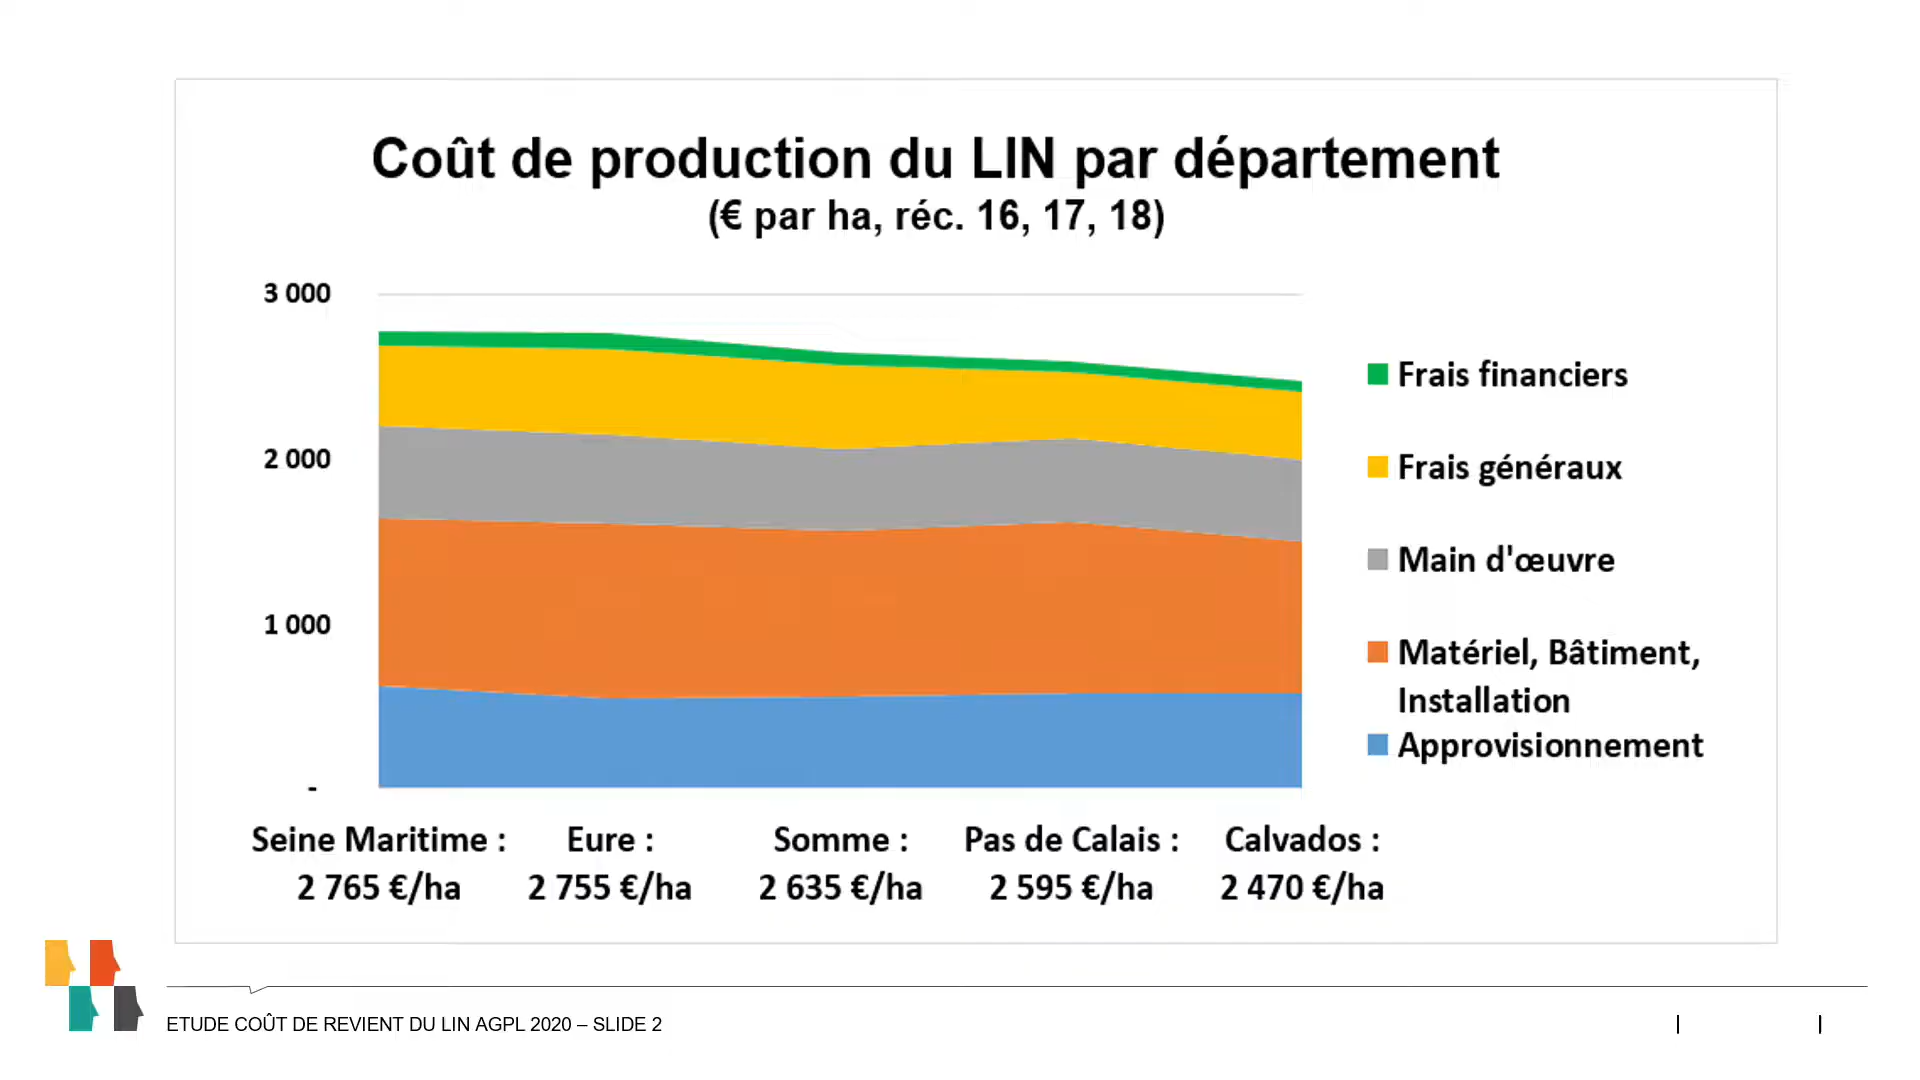 Coût de production du LIN par département
(€ par ha, réc. 16, 17, 18)
3 000
2 000
1 000
-
Frais financiers
Frais généraux
Main d'œuvre
Matériel, Bâtiment,
Installation
Approvisionnement
Seine Maritime :
2 765 €/ha
Eure :
2 755 €/ha
Somme :
2 635 €/ha
Pas de Calais :
2 595 €/ha
Calvados :
2 470 €/ha
ETUDE COÛT DE REVIENT DU LIN AGPL 2020 – SLIDE 2